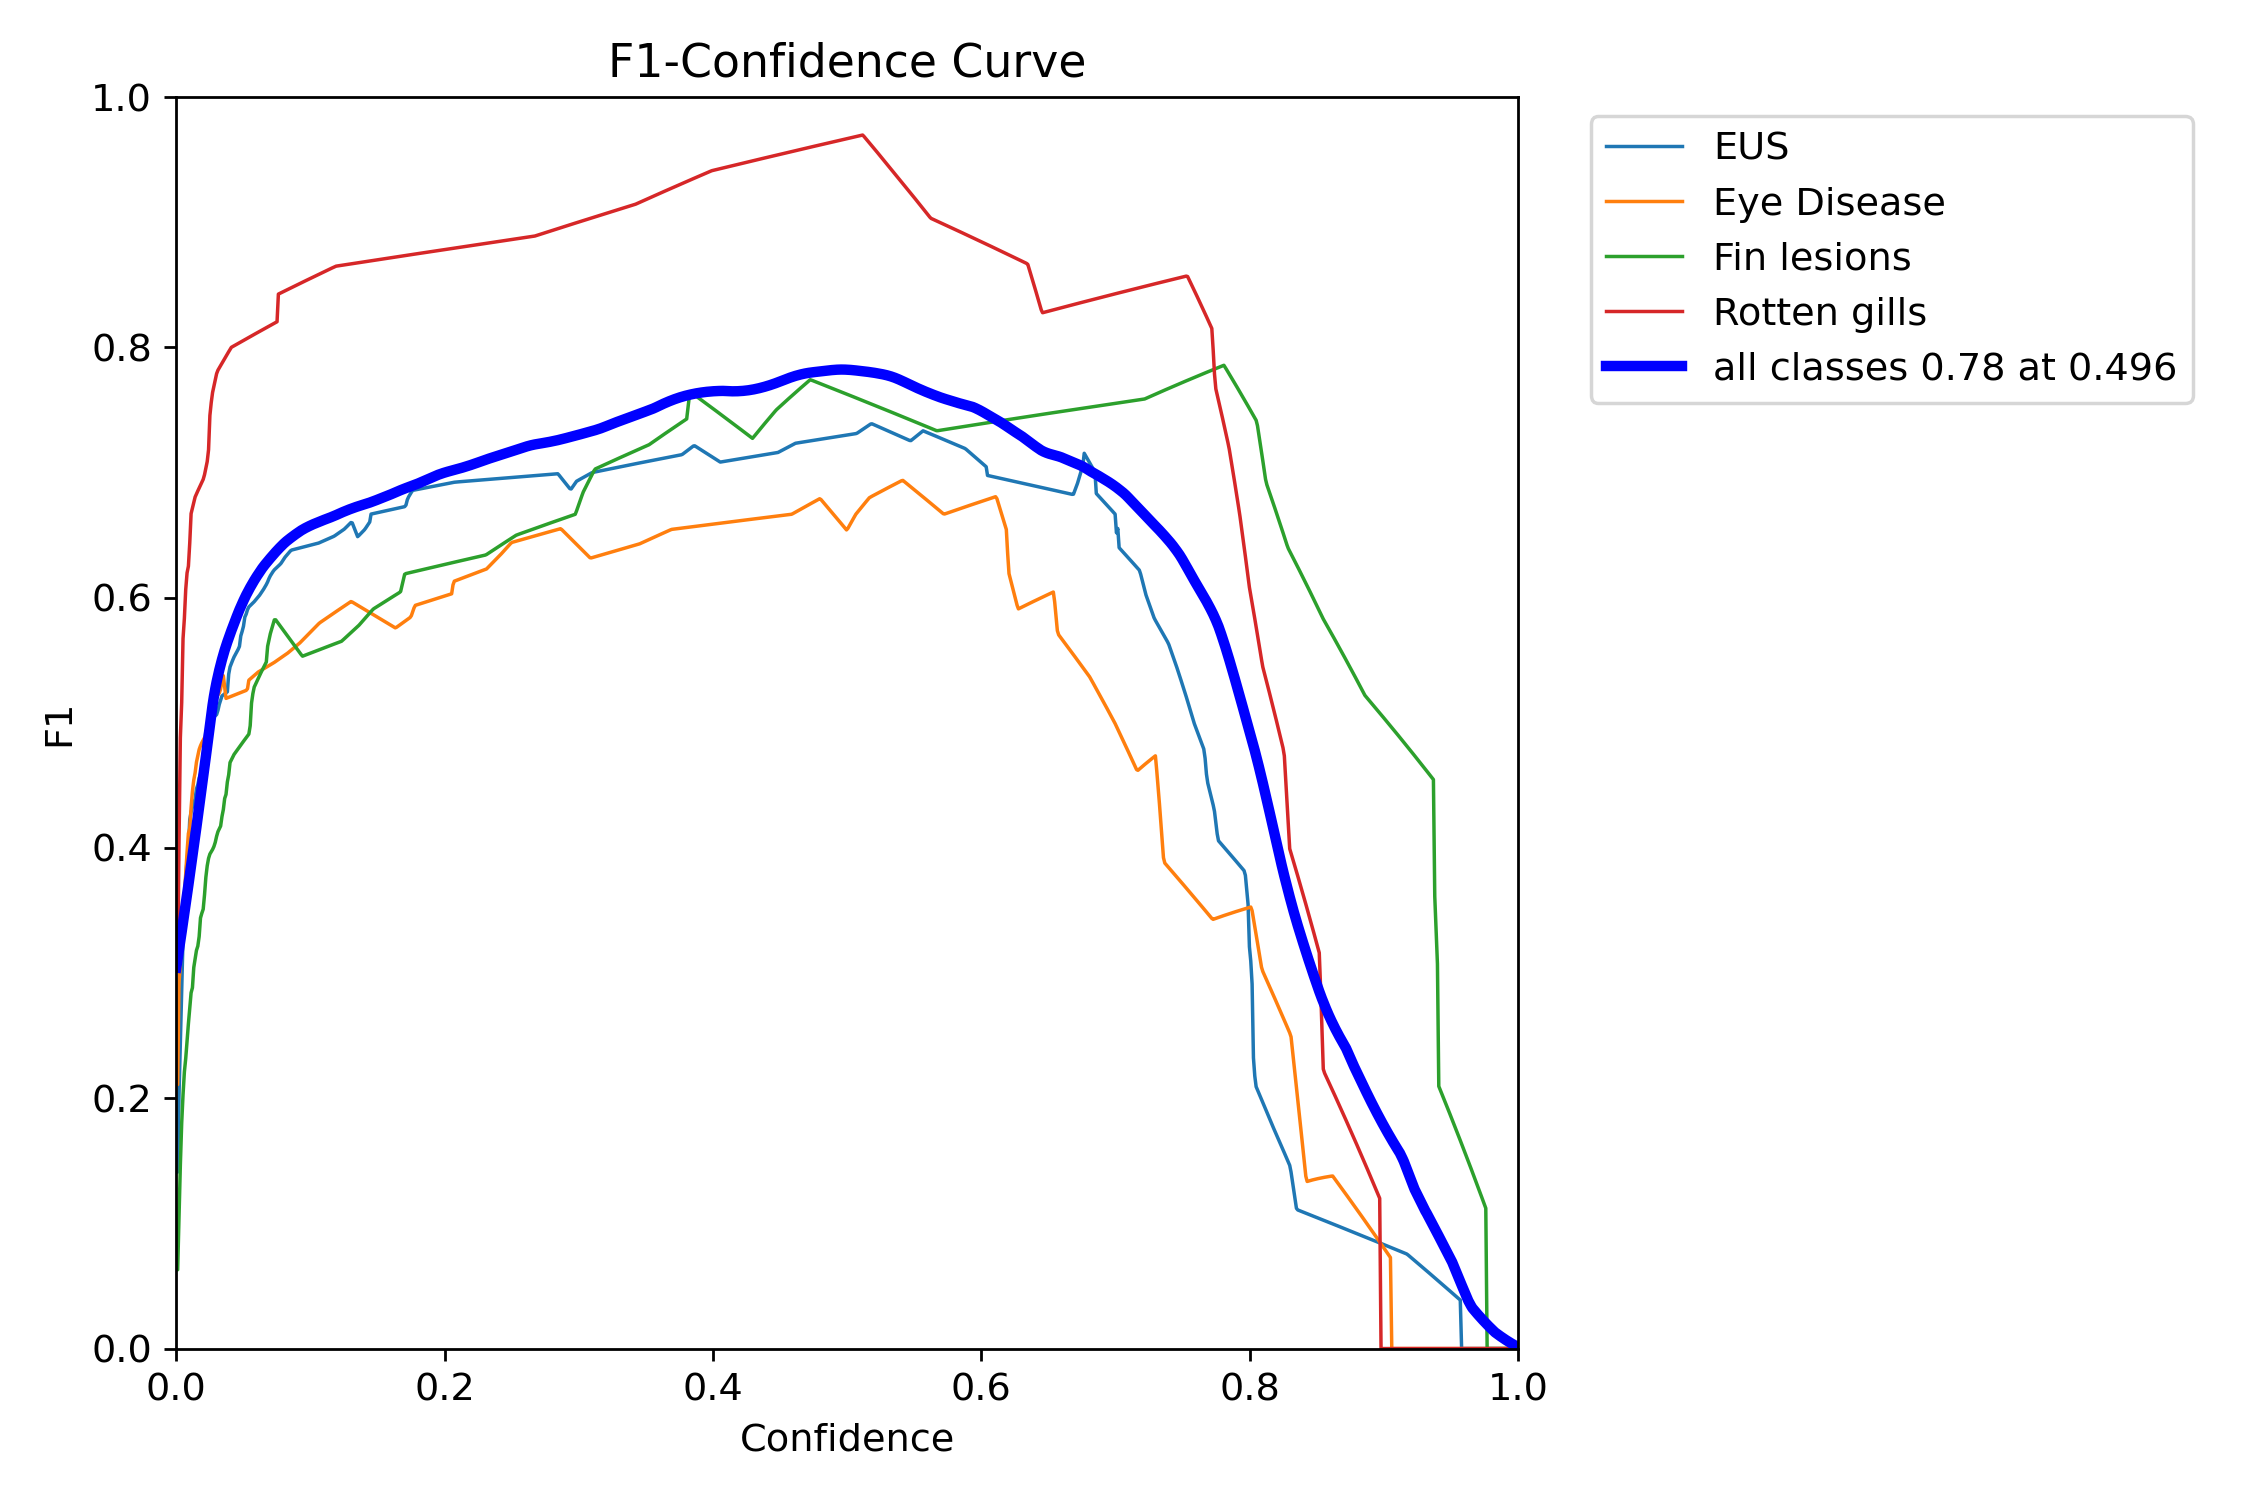 F1-Confidence Curve
1.0
0.8
0.6
0.4
0.2
0.0
F1
0.0 0.2 0.4 0.6 0.8 1.0
Confidence
EUS
Eye Disease
Fin lesions
Rotten gills
all classes 0.78 at 0.496